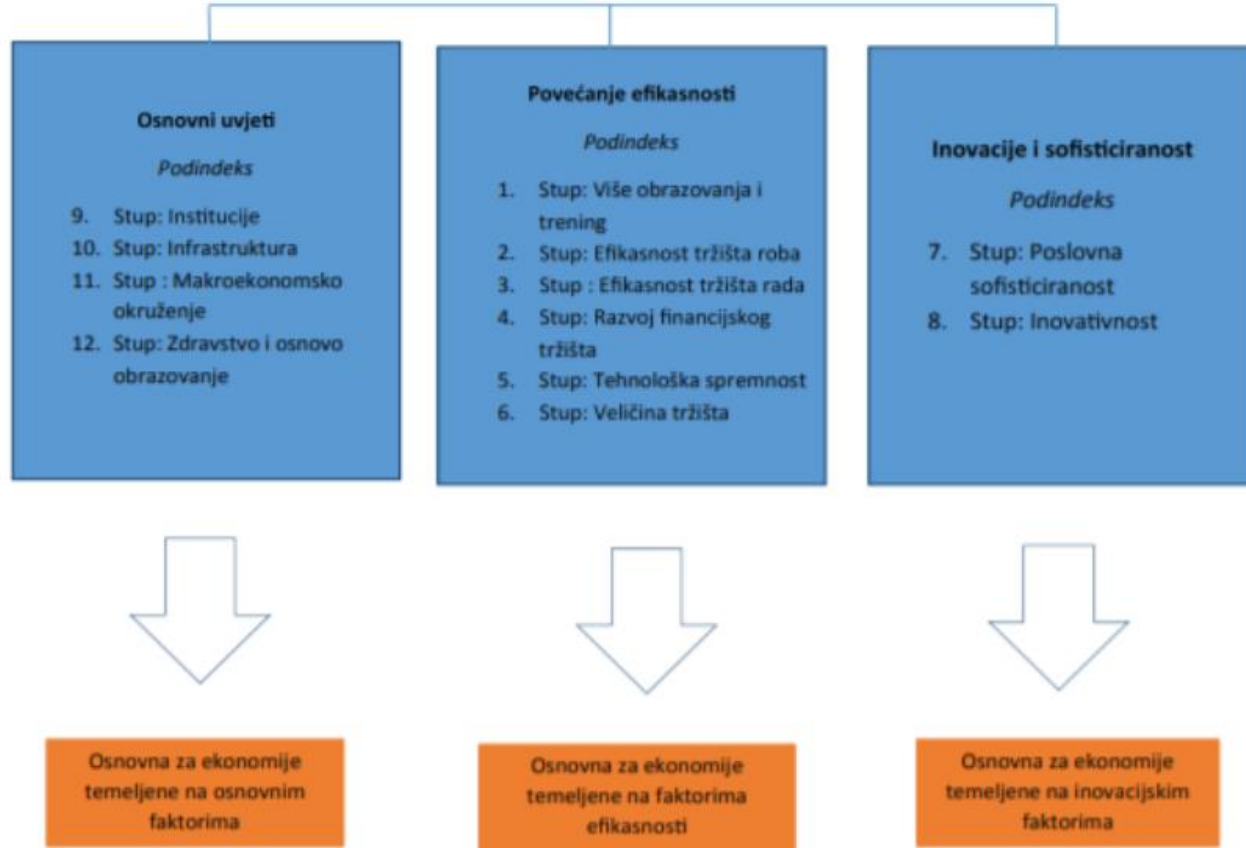 Osnovni uvjeti
Podindeks
9. Stup: Institucije
10. Stup: Infrastruktura
11. Stup : Makroekonomsko
okruženje
12. Stup: Zdravstvo i osnovo
obrazovanje
Povećanje efikasnosti
Podindeks
1. Stup: Više obrazovanja i
trening
2. Stup: Efikasnost tržišta roba
3. Stup : Efikasnost tržišta rada
4. Stup: Razvoj financijskog
tržišta
5. Stup: Tehnološka spremnost
6. Stup: Veličina tržišta
Inovacije i sofisticiranost
Podindeks
7. Stup: Poslovna
sofisticiranost
8. Stup: Inovativnost
Osnovna za ekonomije
temeljene na osnovnim
faktorima
Osnovna za ekonomije
temeljene na faktorima
efikasnosti
Osnovna za ekonomije
temeljene na inovacijskim
faktorima